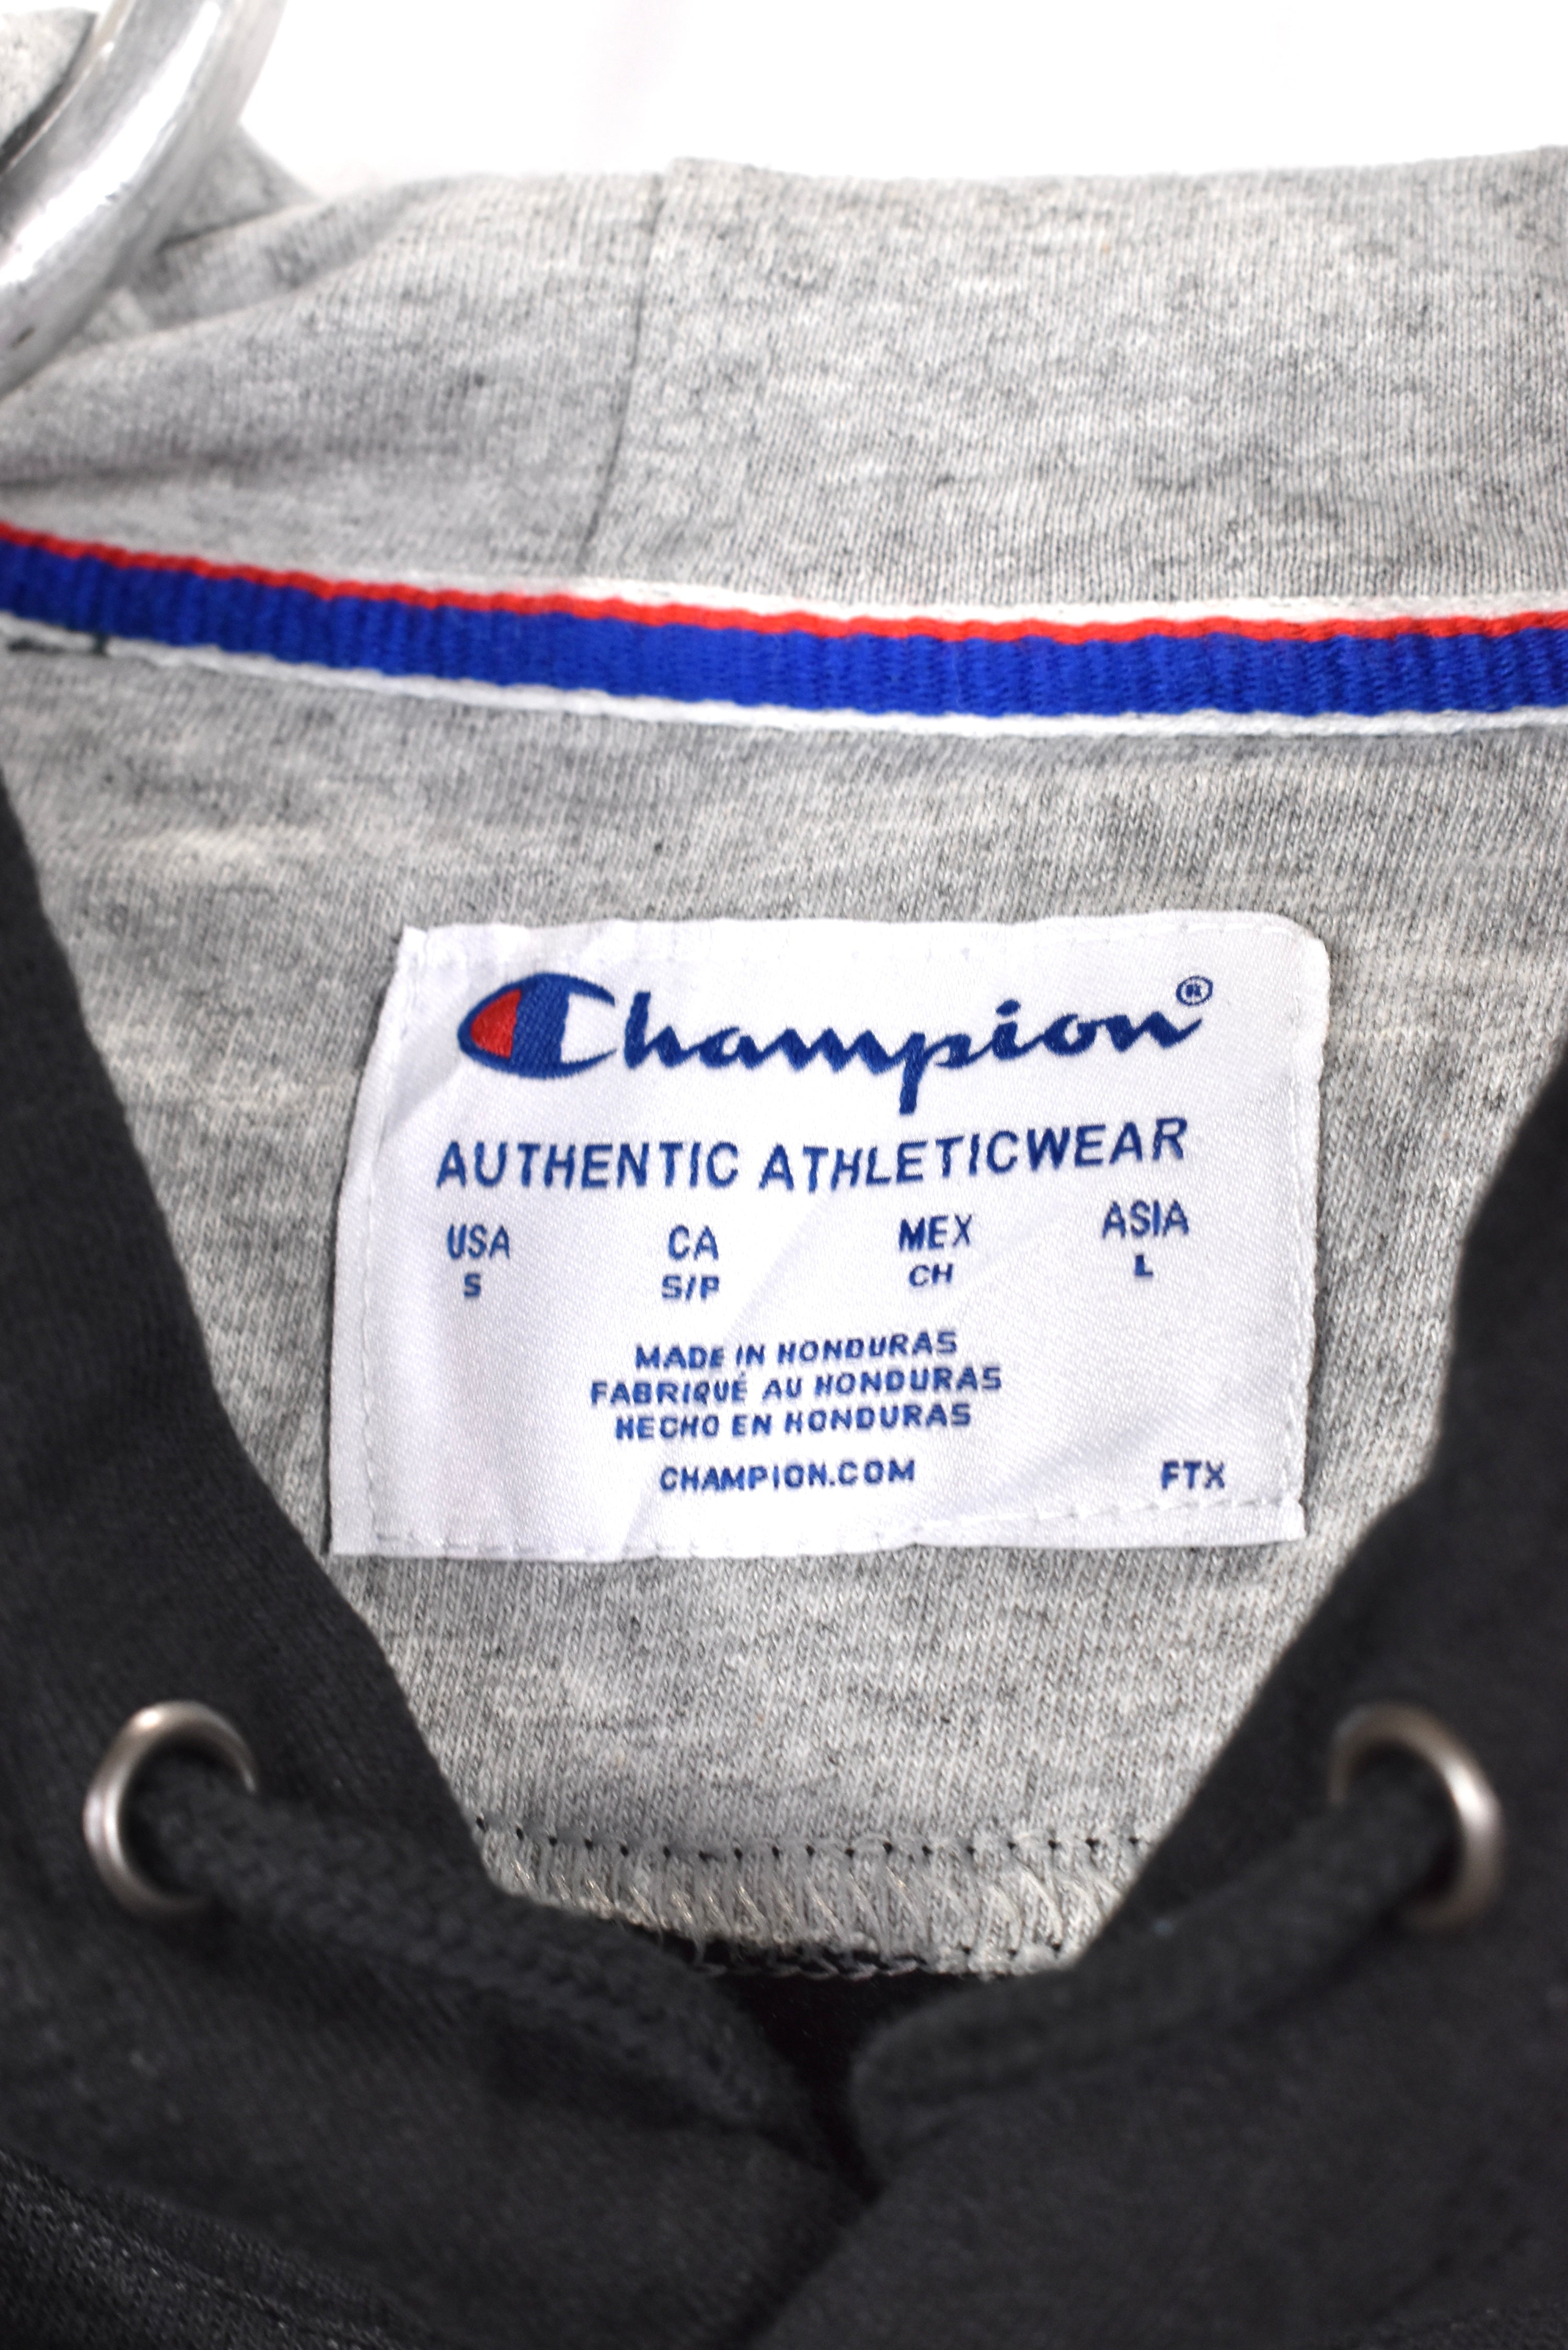 Champion®
AUTHENTIC ATHLETICWEAR
USA CA MEX ASIA
S S/P CH L
MADE IN HONDURAS
FABRIQUÉ AU HONDURAS
HECHO EN HONDURAS
CHAMPION.COM FTX